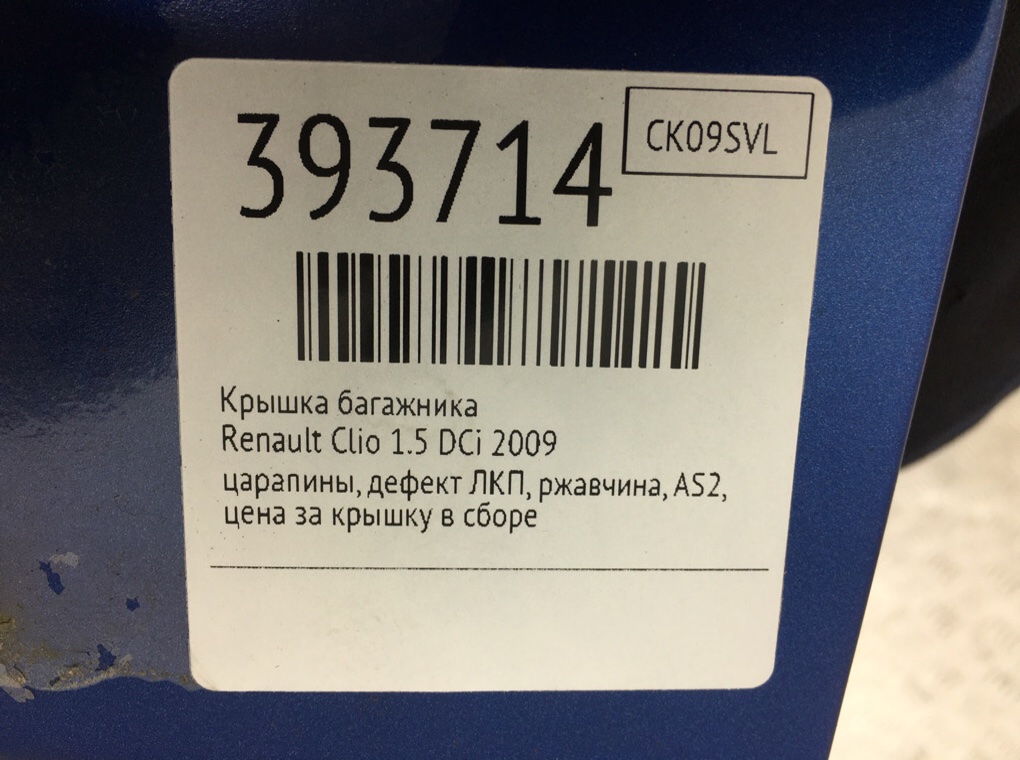 393714
CK09SVL
Крышка багажника
Renault Clio 1.5 DCi 2009
царапины, дефект ЛКП, ржавчина, AS2,
цена за крышку в сборе